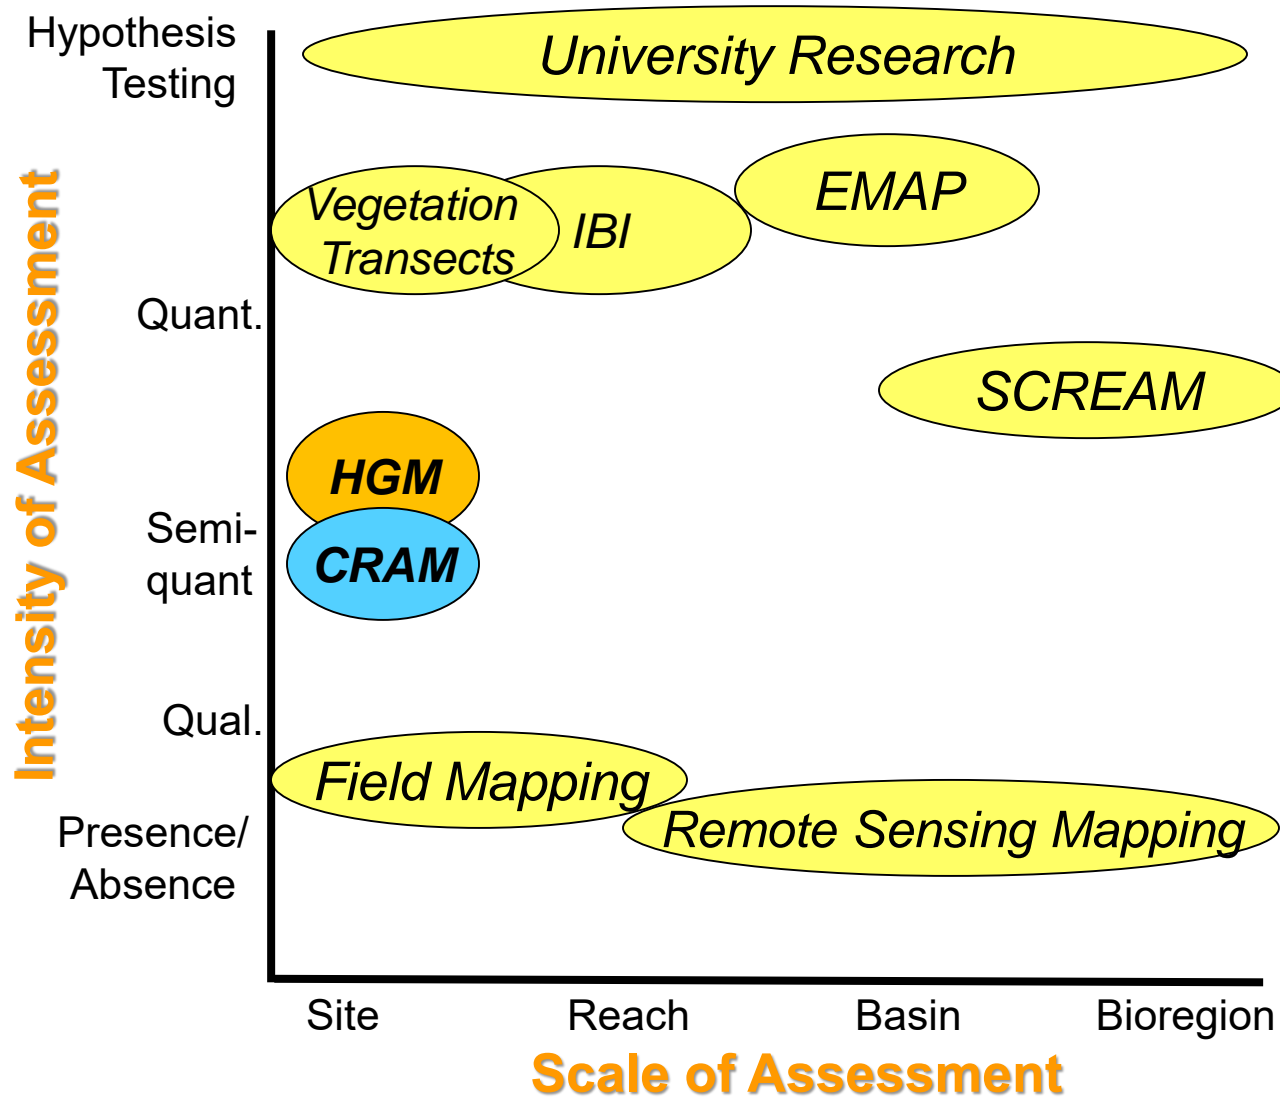 Hypothesis
Testing
University Research
EMAP
Vegetation
Transects
IBI
Quant.
SCREAM
HGM
Semi-
quant
CRAM
Qual.
Field Mapping
Presence/
Absence
Remote Sensing Mapping
Intensity of Assessment
Site
Reach
Basin
Bioregion
Scale of Assessment